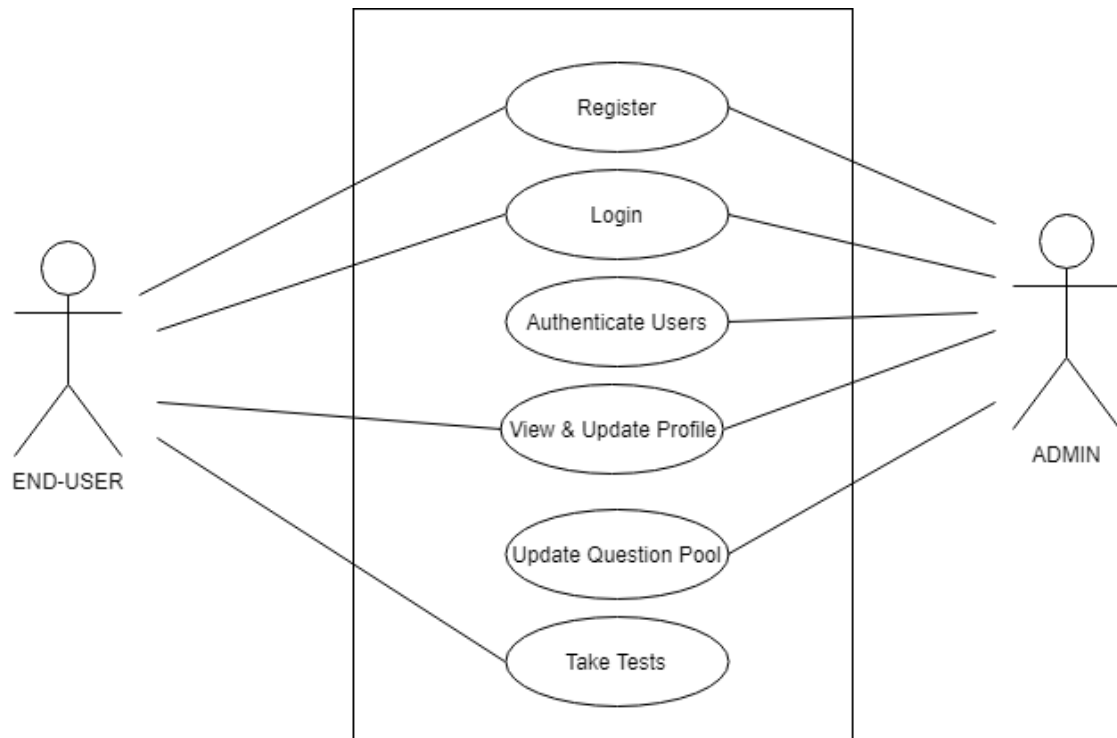 Register
Login
Authenticate Users
View & Update Profile
END-USER
ADMIN
Update Question Pool
Take Tests